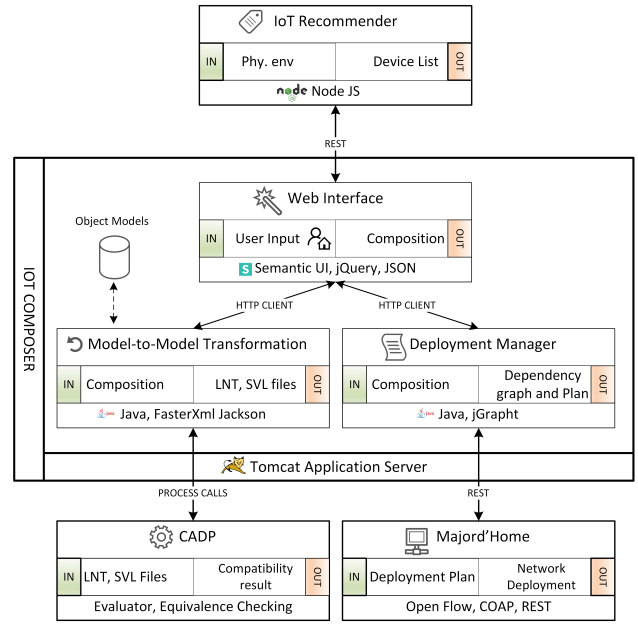 IoT Recommender
IN
Phy. env
Device List
OUT
node Node JS
REST
IOT COMPOSER
Web Interface
IN
User Input
Composition
OUT
S Semantic UI, jQuery, JSON
Object Models
HTTP CLIENT
HTTP CLIENT
Model-to-Model Transformation
IN
Composition
LNT, SVL files
OUT
Java Java, FasterXml Jackson
Deployment Manager
IN
Composition
Dependency
graph and Plan
OUT
Java Java, jGrapht
Tomcat Application Server
PROCESS CALLS
REST
CADP
IN
LNT, SVL Files
Compatibility
result
OUT
Evaluator, Equivalence Checking
Majord'Home
IN
Deployment Plan
Network
Deployment
OUT
Open Flow, COAP, REST